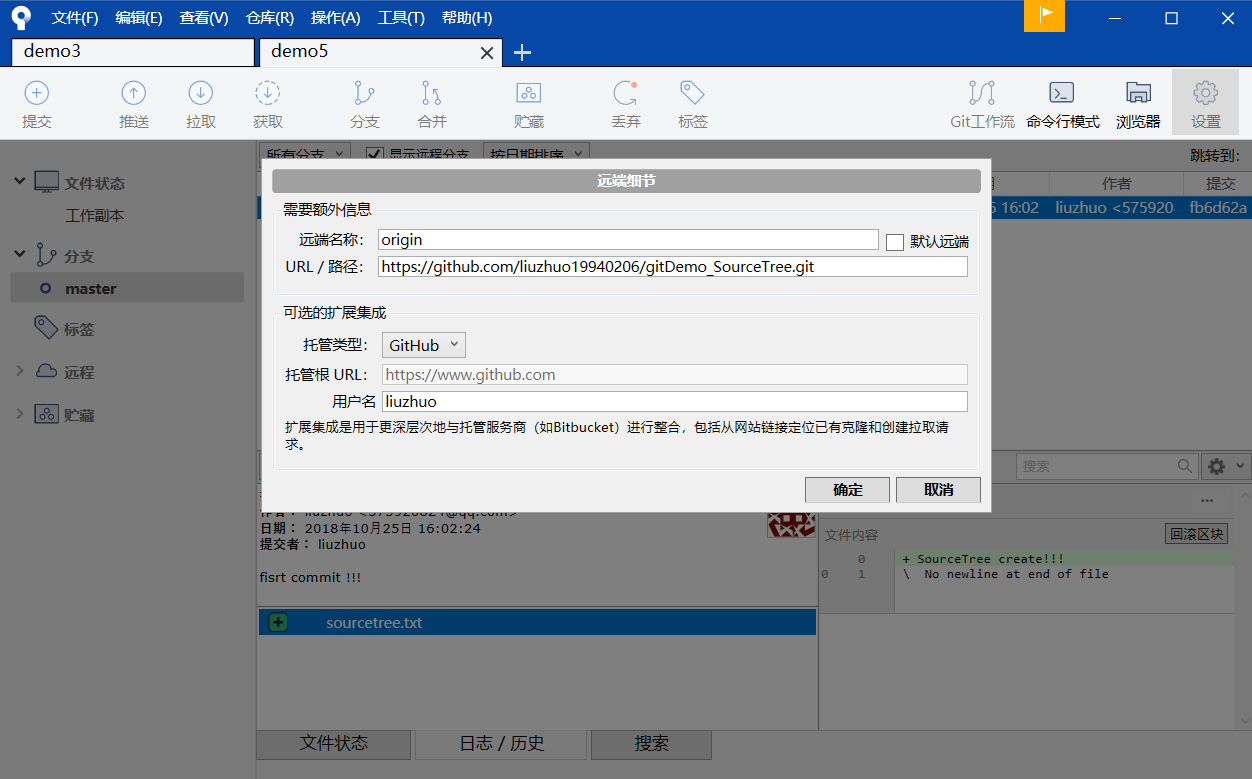 文件(F) 编辑(E) 查看(V) 仓库(R) 操作(A) 工具(T) 帮助(H)
demo3 demo5
提交 推送 拉取 获取 分支 合并 贮藏 丢弃 标签 Git工作流 命令行模式 浏览器 设置
所有分支 显示远程分支 按日期排序 跳转到:
文件状态
工作副本
分支
master
标签
远程
贮藏
作者 提交
16:02 liuzhuo <575920 fb6d62a
远端细节
需要额外信息
远端名称: origin 默认远端
URL / 路径: https://github.com/liuzhuo19940206/gitDemo_SourceTree.git
可选的扩展集成
托管类型: GitHub
托管根 URL: https://www.github.com
用户名 liuzhuo
扩展集成是用于更深层次地与托管服务商（如Bitbucket）进行整合，包括从网站链接定位已有克隆和创建拉取请
求。
确定 取消
搜索
日期： 2018年10月25日 16:02:24
提交者： liuzhuo
fisrt commit !!!
sourcetree.txt
文件内容 回滚区块
0 + SourceTree create!!!
0 1 \ No newline at end of file
文件状态 日志 / 历史 搜索